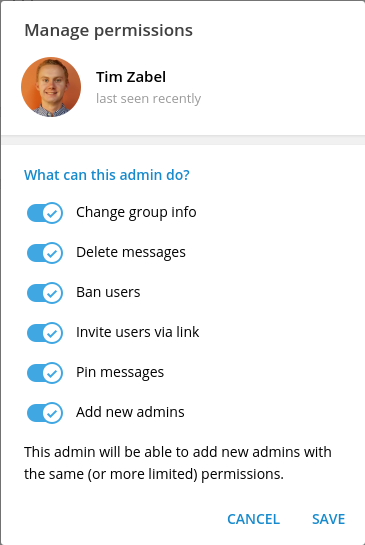 Manage permissions
Tim Zabel
last seen recently
What can this admin do?
Change group info
Delete messages
Ban users
Invite users via link
Pin messages
Add new admins
This admin will be able to add new admins with
the same (or more limited) permissions.
CANCEL SAVE